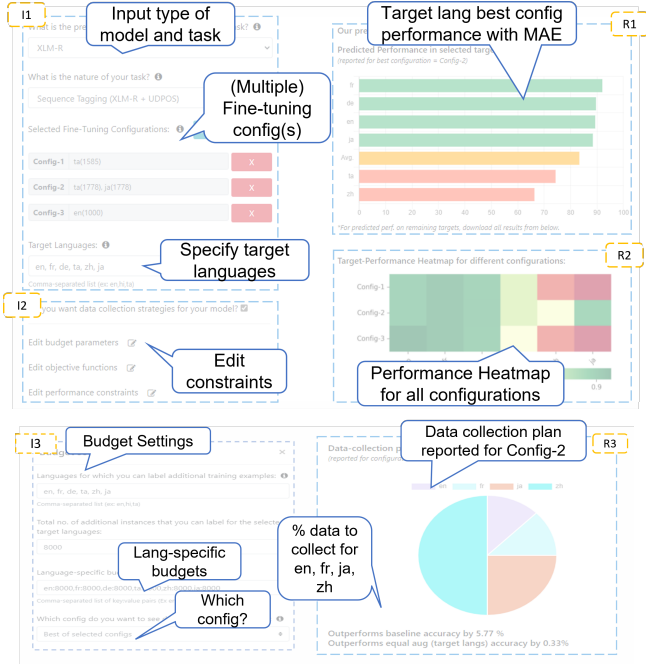 I1
Input type of
model and task
What is the pre
XLM-R
What is the nature of your task?
Sequence Tagging (XLM-R + UDPOS)
(Multiple)
Fine-tuning
config(s)
Selected Fine-Tuning Configurations:
Config-1 ta(1585)
X
Config-2 ta(1778), ja(1778)
X
Config-3 en(1000)
X
Target Languages:
en, fr, de, ta, zh, ja
Specify target
languages
Comma-separated list (ex: en,hi,ta)
I2
you want data collection strategies for your model?
Edit budget parameters
Edit objective functions
Edit performance constraints
Edit
constraints
R1
Target lang best config
performance with MAE
Our pre
Predicted Performance in selected targe
(reported for best configuration = Config-2)
fr
de
en
ja
Avg.
ta
zh
0 10 20 30 40 50 60 70 80 90 100
*For predicted perf. on remaining targets, download all results from below.
R2
Target-Performance Heatmap for different configurations:
Config-1
Config-2
Config-3
0.9
Performance Heatmap
for all configurations
I3
Budget Settings
×
Languages for which you can label additional training examples:
en, fr, de, ta, zh, ja
Comma-separated list (ex: en,hi,ta)
Total no. of additional instances that you can label for the selecte
target languages:
8000
Lang-specific
budgets
Language-specific bu
en:8000,fr:8000,de:8000,ta
000,zh:8000,ja:8000
Comma-separated list of key=value pairs (Ex e
Which
config?
Which config do you want to see
Best of selected configs
R3
Data collection plan
reported for Config-2
Data-collection p
(reported for configura
en fr ja zh
% data to
collect for
en, fr, ja,
zh
Outperforms baseline accuracy by 5.77 %
Outperforms equal aug (target langs) accuracy by 0.33%